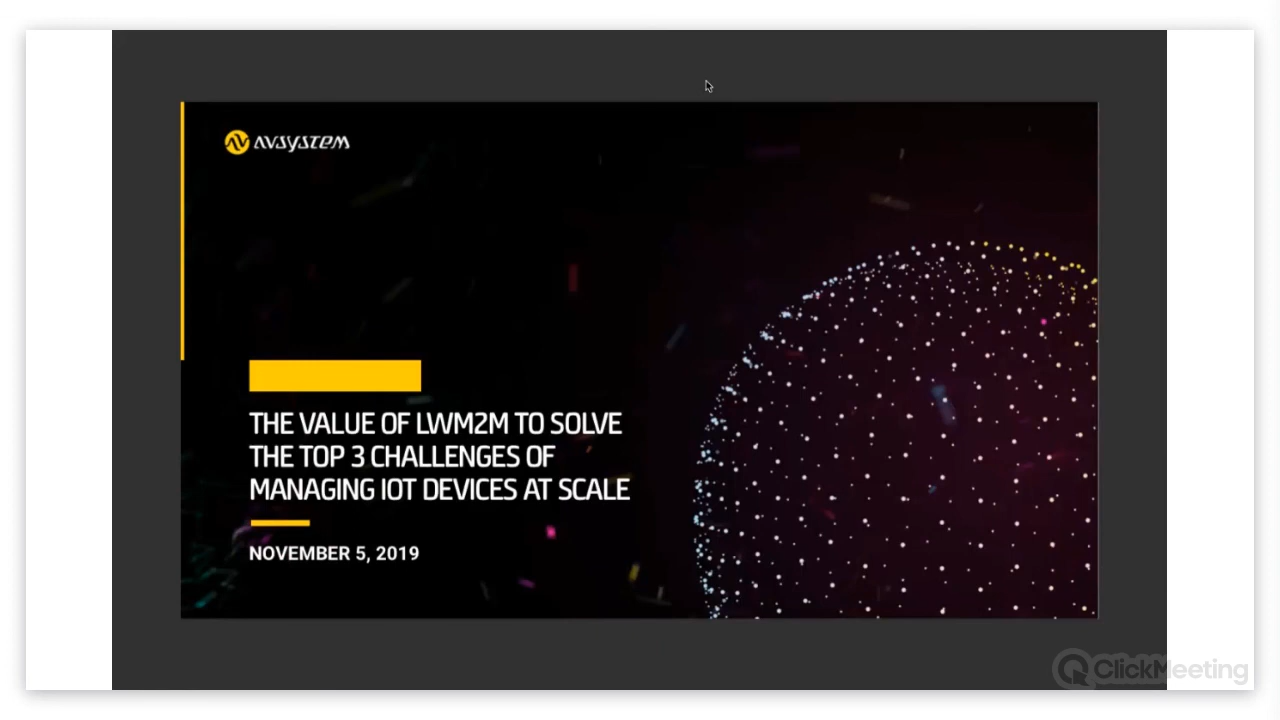 AVSYSTEM
THE VALUE OF LWM2M TO SOLVE
THE TOP 3 CHALLENGES OF
MANAGING IOT DEVICES AT SCALE
NOVEMBER 5, 2019
ClickMeeting